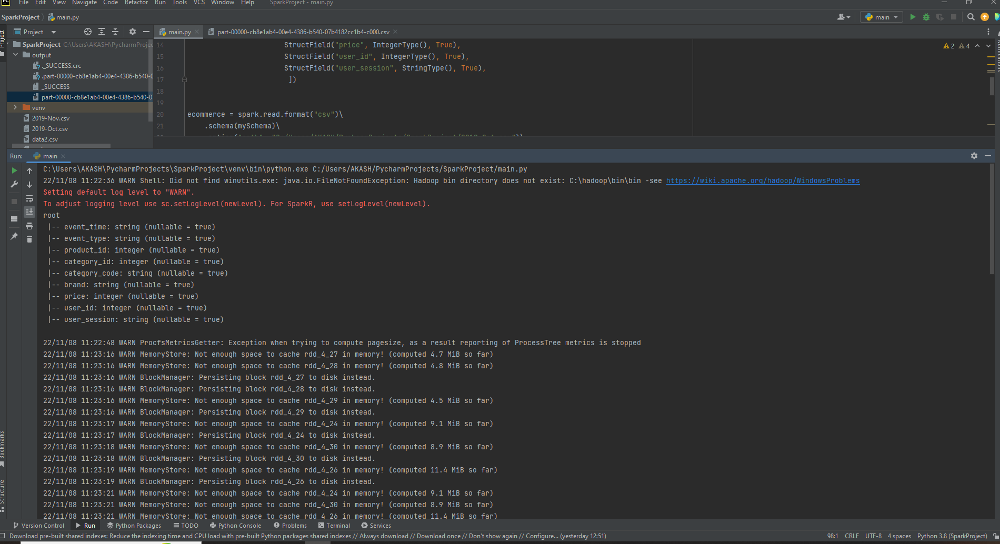 File Edit View Navigate Code Refactor Run Tools VCS Window Help SparkProject - main.py
SparkProject main.py main
Project main.py part-00000-cb8e1ab4-00e4-4386-b540-07b4182cc1b4-c000.csv
Project
SparkProject C:\Users\AKASH\PycharmProjec
output
._SUCCESS.crc
.part-00000-cb8e1ab4-00e4-4386-b540-0
_SUCCESS
part-00000-cb8e1ab4-00e4-4386-b540-0
venv
2019-Nov.csv
2019-Oct.csv
data2.csv
2 4
14 StructField("price", IntegerType(), True),
15 StructField("user_id", IntegerType(), True),
16 StructField("user_session", StringType(), True),
17 ])
18
19
20 ecommerce = spark.read.format("csv")\
21 .schema(mySchema)\
Run: main
C:\Users\AKASH\PycharmProjects\SparkProject\venv\bin\python.exe C:/Users/AKASH/PycharmProjects/SparkProject/main.py
22/11/08 11:22:36 WARN Shell: Did not find winutils.exe: java.io.FileNotFoundException: Hadoop bin directory does not exist: C:\hadoop\bin\bin -see https://wiki.apache.org/hadoop/WindowsProblems
Setting default log level to "WARN".
To adjust logging level use sc.setLogLevel(newLevel). For SparkR, use setLogLevel(newLevel).
root
|-- event_time: string (nullable = true)
|-- event_type: string (nullable = true)
|-- product_id: integer (nullable = true)
|-- category_id: integer (nullable = true)
|-- category_code: string (nullable = true)
|-- brand: string (nullable = true)
|-- price: integer (nullable = true)
|-- user_id: integer (nullable = true)
|-- user_session: string (nullable = true)
22/11/08 11:22:48 WARN ProcfsMetricsGetter: Exception when trying to compute pagesize, as a result reporting of ProcessTree metrics is stopped
22/11/08 11:23:16 WARN MemoryStore: Not enough space to cache rdd_4_27 in memory! (computed 4.7 MiB so far)
22/11/08 11:23:16 WARN MemoryStore: Not enough space to cache rdd_4_28 in memory! (computed 4.8 MiB so far)
22/11/08 11:23:16 WARN BlockManager: Persisting block rdd_4_27 to disk instead.
22/11/08 11:23:16 WARN BlockManager: Persisting block rdd_4_28 to disk instead.
22/11/08 11:23:16 WARN MemoryStore: Not enough space to cache rdd_4_29 in memory! (computed 4.5 MiB so far)
22/11/08 11:23:16 WARN BlockManager: Persisting block rdd_4_29 to disk instead.
22/11/08 11:23:17 WARN MemoryStore: Not enough space to cache rdd_4_24 in memory! (computed 9.1 MiB so far)
22/11/08 11:23:17 WARN BlockManager: Persisting block rdd_4_24 to disk instead.
22/11/08 11:23:18 WARN MemoryStore: Not enough space to cache rdd_4_30 in memory! (computed 8.9 MiB so far)
22/11/08 11:23:18 WARN BlockManager: Persisting block rdd_4_30 to disk instead.
22/11/08 11:23:19 WARN MemoryStore: Not enough space to cache rdd_4_26 in memory! (computed 11.4 MiB so far)
22/11/08 11:23:19 WARN BlockManager: Persisting block rdd_4_26 to disk instead.
22/11/08 11:23:21 WARN MemoryStore: Not enough space to cache rdd_4_24 in memory! (computed 9.1 MiB so far)
22/11/08 11:23:21 WARN MemoryStore: Not enough space to cache rdd_4_30 in memory! (computed 8.9 MiB so far)
22/11/08 11:23:21 WARN MemoryStore: Not enough space to cache rdd_4_26 in memory! (computed 11.4 MiB so far)
Bookmarks
Structure
Version Control Run Python Packages TODO Python Console Problems Terminal Services
Download pre-built shared indexes: Reduce the indexing time and CPU load with pre-built Python packages shared indexes // Always download // Download once // Don't show again // Configure... (yesterday 12:51) 98:1 CRLF UTF-8 4 spaces Python 3.8 (SparkProject)